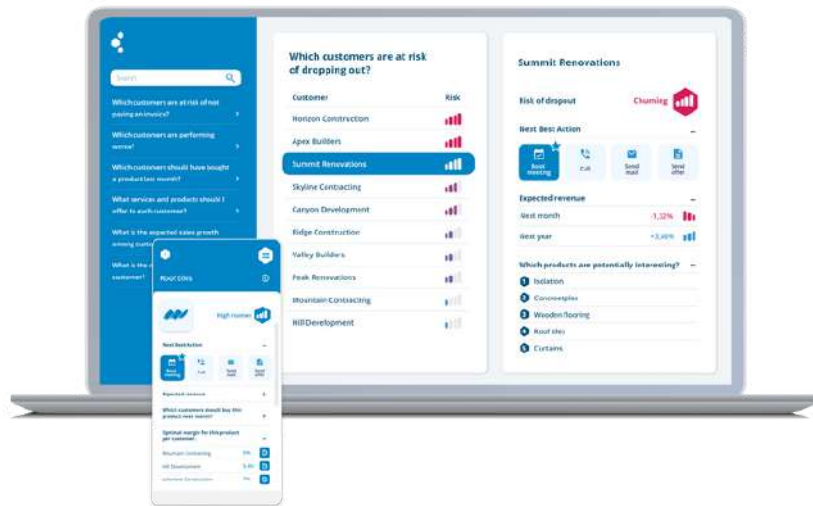 Search
Which customers are at risk of not
paying an invoice?
Which customers are performing
worse?
Which customers should have bought
a product last month?
What services and products should I
offer to each customer?
What is the expected sales growth
among
What is the
customer?
Which customers are at risk
of dropping out?
Customer Risk
Horizon Construction
Apex Builders
Summit Renovations
Skyline Contracting
Canyon Development
Ridge Construction
Valley Builders
Peak Renovations
Mountain Contracting
Hill Development
Summit Renovations
Risk of dropout Churning
Next Best Action
Book
meeting
Call
Send
mail
Send
offer
Expected revenue
Next month -1,32%
Next year
Which products are potentially interesting?
1 Isolation
2
3 Wooden flooring
4 Roof tiles
5 Curtains
Roof tiles
High runner
Next Best Action
Book
meeting
Call
Send
mail
Send
offer
Expected revenue
Which customers should buy this
product next month?
Optimal margin for this product
per customer.
Mountain Contracting
Hill Development